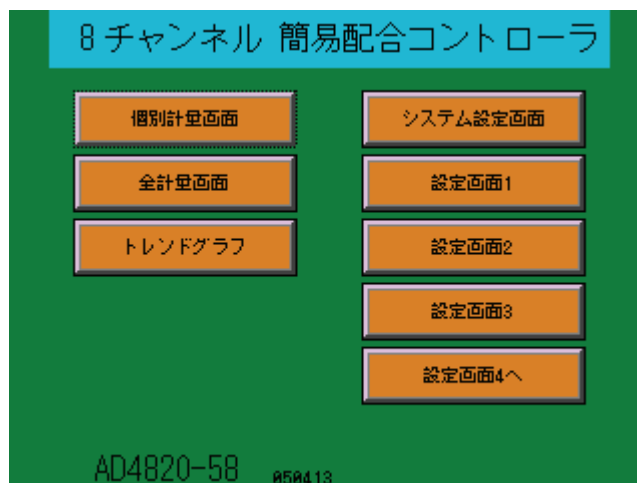 8チャンネル 簡易配合コントローラ
個別計量画面
全計量画面
トレンドグラフ
システム設定画面
設定画面1
設定画面2
設定画面3
設定画面4へ
AD4820-58 050413